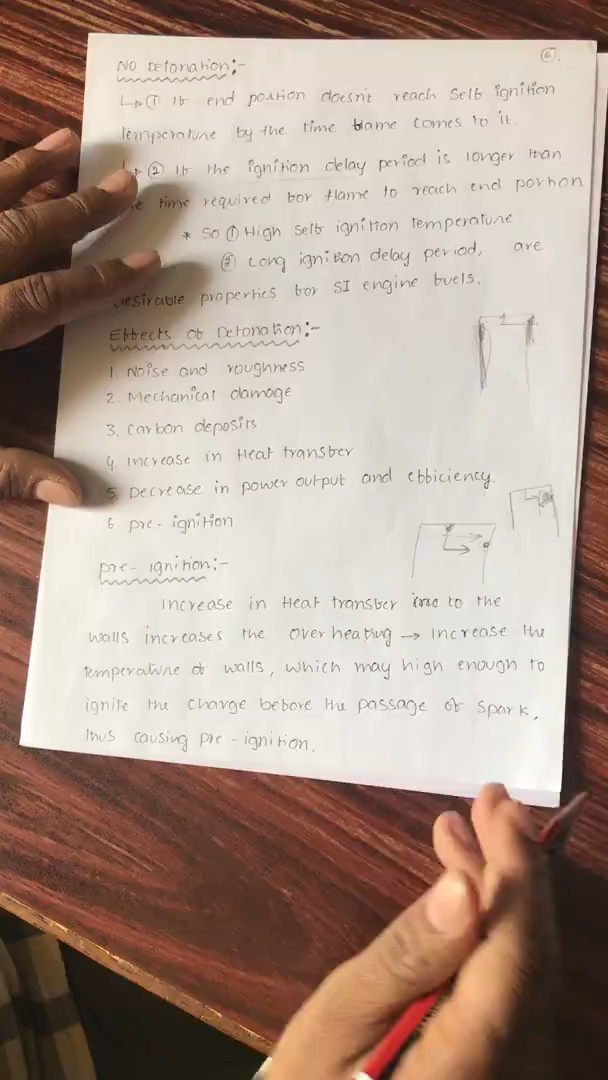 6.
NO Detonation:-
↳ ① If end portion doesn't reach self ignition
temperature by the time flame comes to it.
② If the ignition delay period is longer than
time required for flame to reach end portion
* SO ① High self ignition temperature
② Long ignition delay period, are
desirable properties for SI engine fuels.
Effects of Detonation:-
1. Noise and roughness
2. Mechanical damage
3. Carbon deposits
4. Increase in Heat transfer
5. Decrease in power output and efficiency.
6. pre-ignition
pre-ignition:-
Increase in Heat transfer to the
walls increases the overheating → Increase the
temperature of walls, which may high enough to
ignite the charge before the passage of spark,
thus causing pre-ignition.